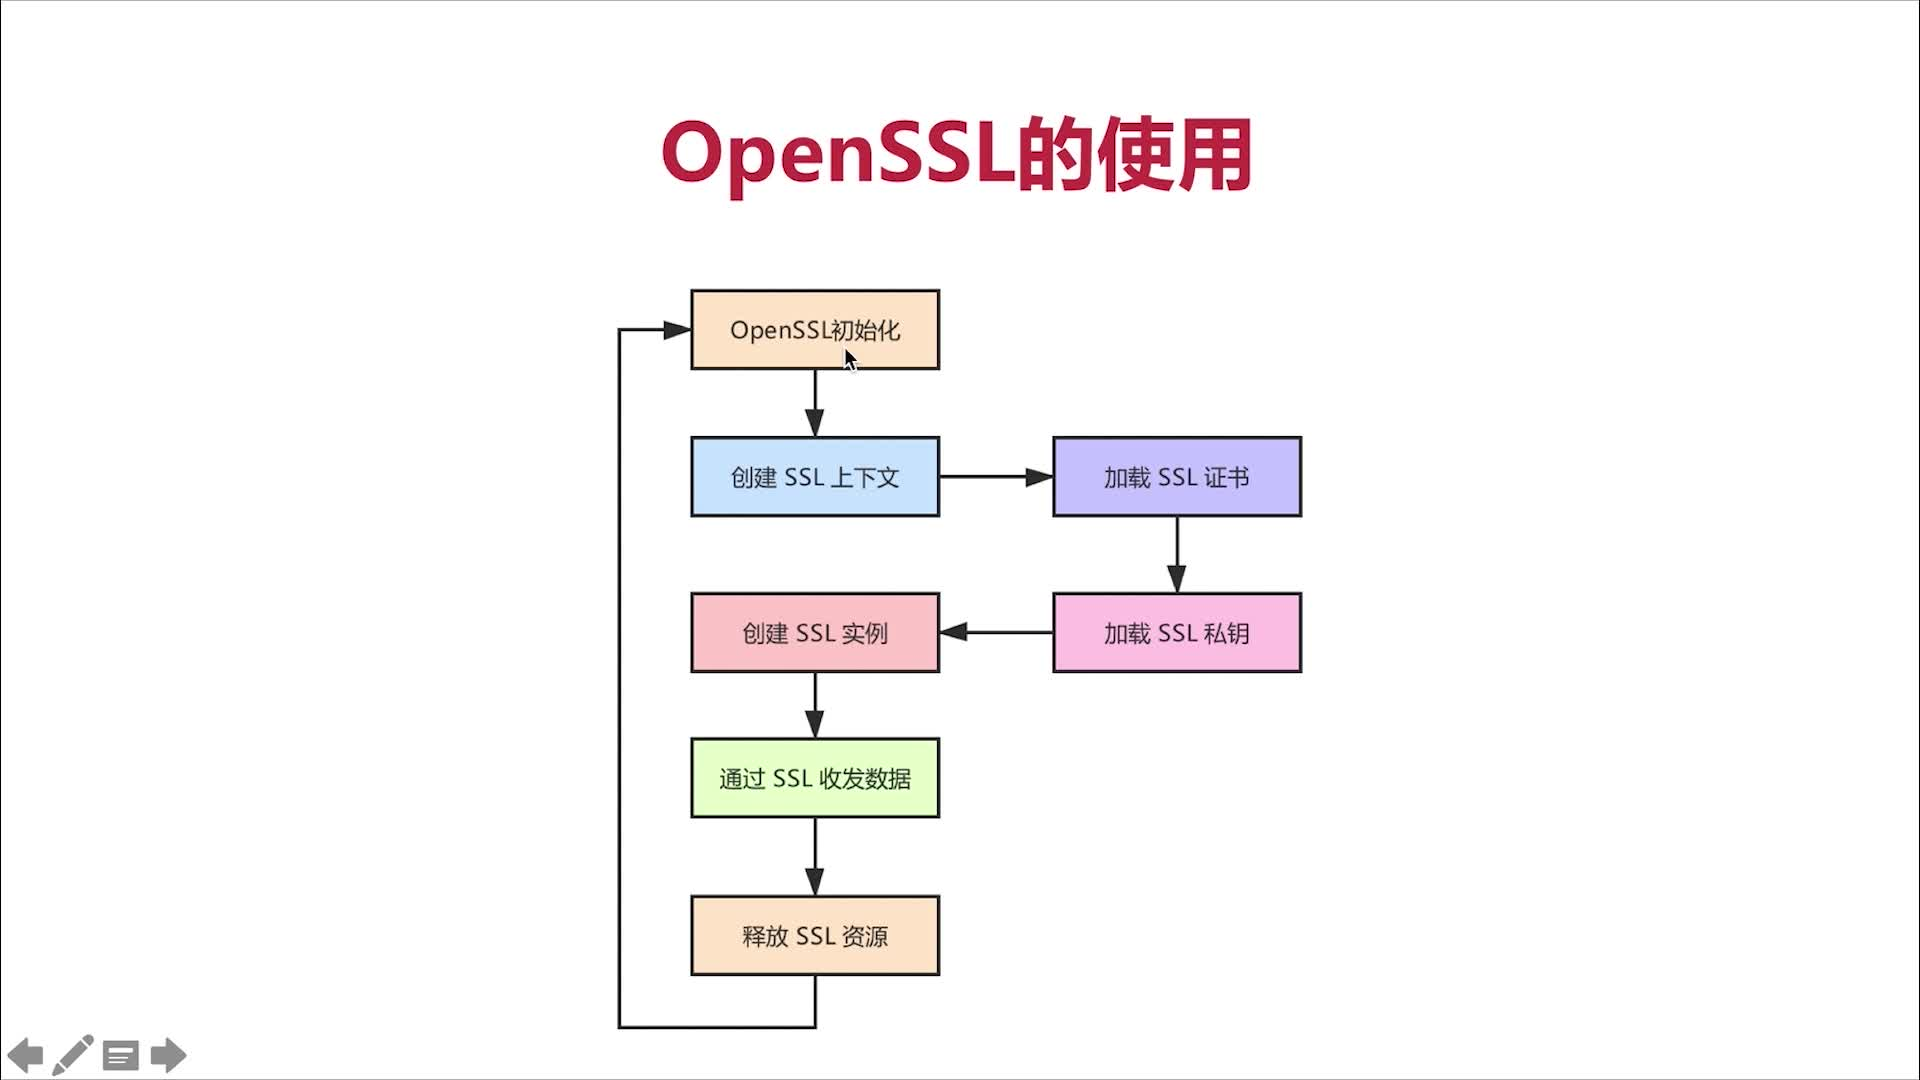 OpenSSL的使用
OpenSSL初始化
创建 SSL 上下文
加载 SSL 证书
加载 SSL 私钥
创建 SSL 实例
通过 SSL 收发数据
释放 SSL 资源